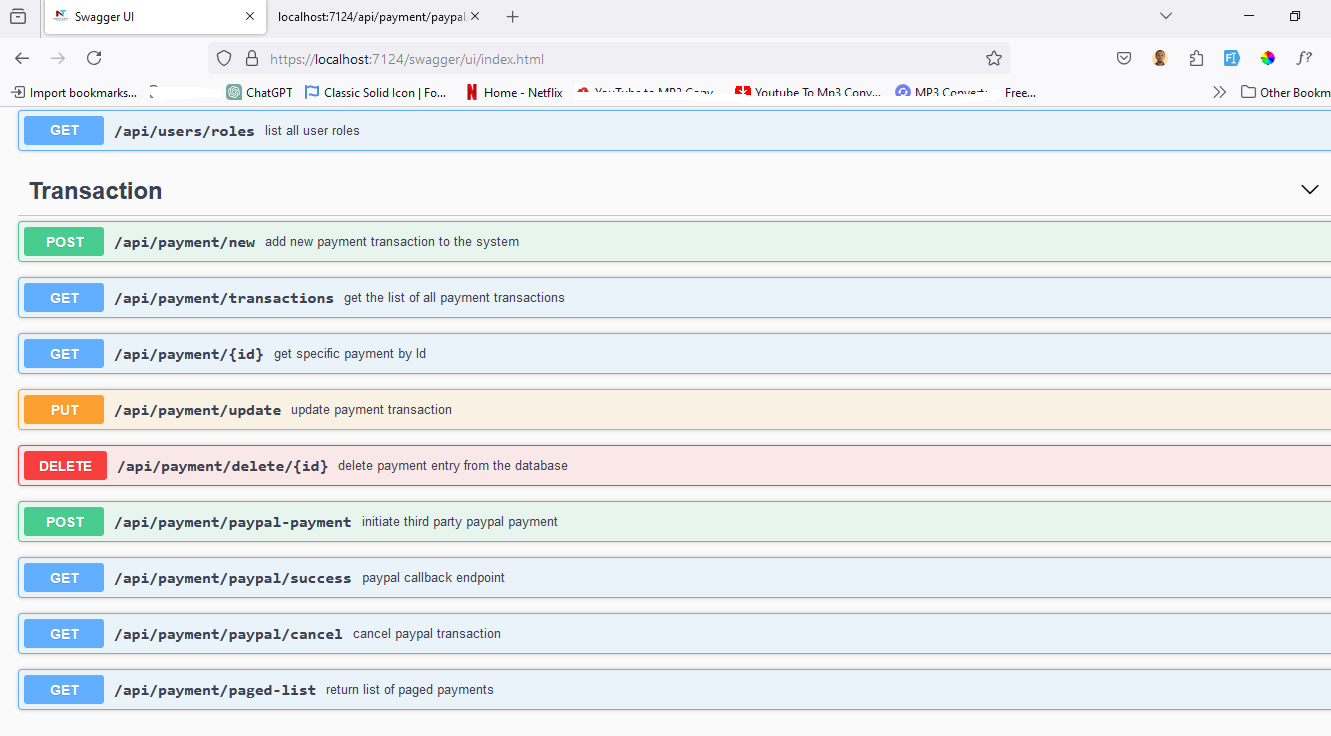 Swagger UI
localhost:7124/api/payment/paypal
https://localhost:7124/swagger/ui/index.html
Import bookmarks...
ChatGPT
Classic Solid Icon | Fo...
Home - Netflix
YouTube to MP3 Conv
Youtube To Mp3 Conv...
MP3 Convert
Free...
Other Bookm
GET /api/users/roles list all user roles
Transaction
POST /api/payment/new add new payment transaction to the system
GET /api/payment/transactions get the list of all payment transactions
GET /api/payment/{id} get specific payment by Id
PUT /api/payment/update update payment transaction
DELETE /api/payment/delete/{id} delete payment entry from the database
POST /api/payment/paypal-payment initiate third party paypal payment
GET /api/payment/paypal/success paypal callback endpoint
GET /api/payment/paypal/cancel cancel paypal transaction
GET /api/payment/paged-list return list of paged payments